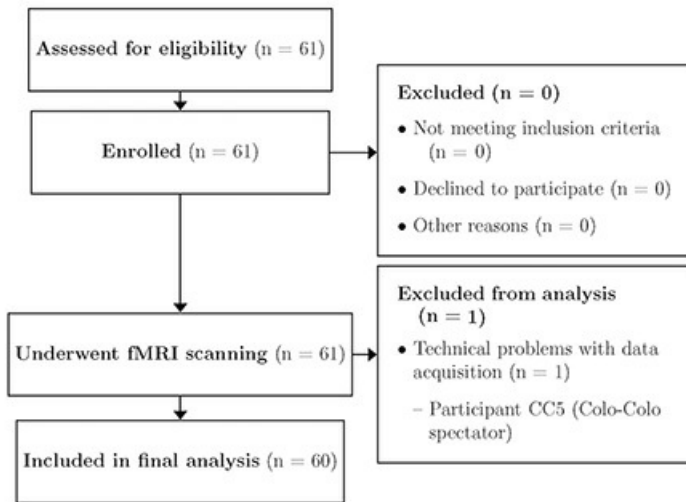 Assessed for eligibility (n = 61)
Enrolled (n = 61)
Excluded (n = 0)
• Not meeting inclusion criteria
(n = 0)
• Declined to participate (n = 0)
• Other reasons (n = 0)
Underwent fMRI scanning (n = 61)
Excluded from analysis
(n = 1)
• Technical problems with data
acquisition (n = 1)
– Participant CC5 (Colo-Colo
spectator)
Included in final analysis (n = 60)